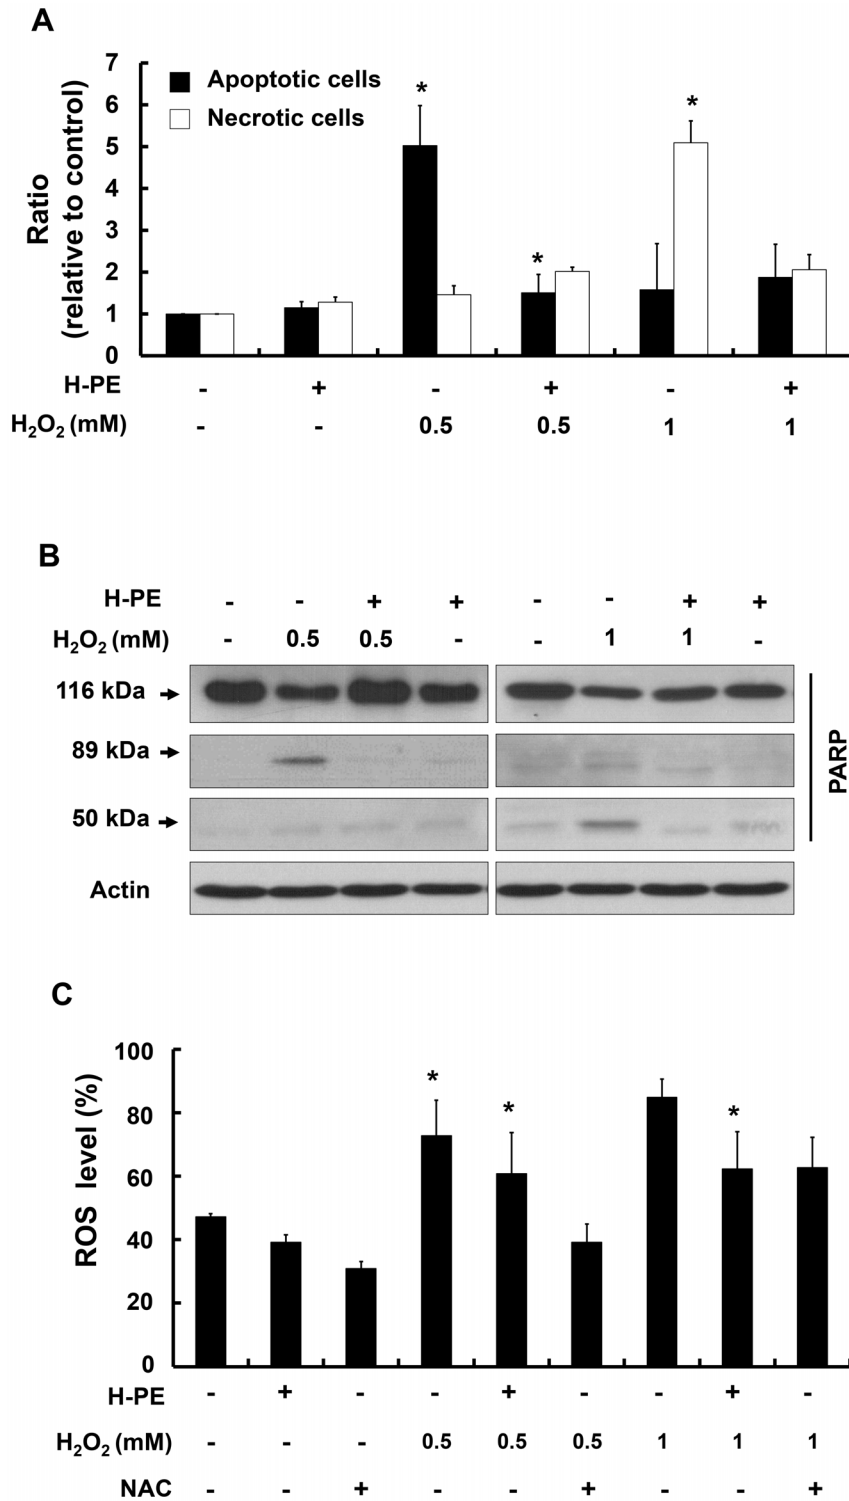 A
7
6
5
4
3
2
1
0
Ratio
(relative to control)
Apoptotic cells
Necrotic cells
*
*
*
H-PE - + - + - +
H₂O₂ (mM) - - 0.5 0.5 1 1
B
H-PE - - + + - - + +
H₂O₂ (mM) - 0.5 0.5 - - 1 1 -
116 kDa
89 kDa
50 kDa
Actin
PARP
C
100
80
60
40
20
0
ROS level (%)
*
*
*
H-PE - + - - + - - + -
H₂O₂ (mM) - - - 0.5 0.5 0.5 1 1 1
NAC - - + - - + - - +